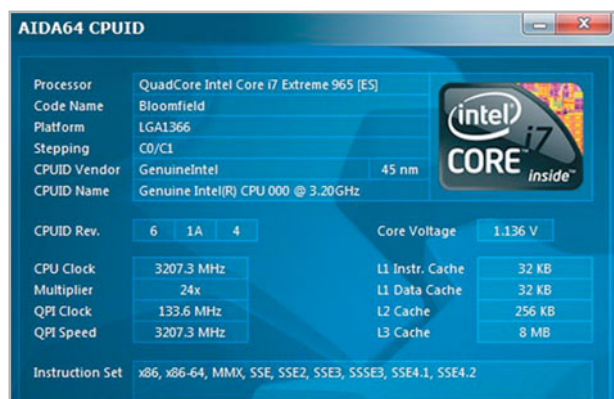 AIDA64 CPUID
Processor QuadCore Intel Core i7 Extreme 965 [ES]
Code Name Bloomfield
Platform LGA1366
Stepping C0/C1
CPUID Vendor GenuineIntel 45 nm
CPUID Name Genuine Intel(R) CPU 000 @ 3.20GHz
(intel)
i7
CORE
inside™
CPUID Rev. 6 1A 4 Core Voltage 1.136 V
CPU Clock 3207.3 MHz L1 Instr. Cache 32 KB
Multiplier 24x L1 Data Cache 32 KB
QPI Clock 133.6 MHz L2 Cache 256 KB
QPI Speed 3207.3 MHz L3 Cache 8 MB
Instruction Set x86, x86-64, MMX, SSE, SSE2, SSE3, SSSE3, SSE4.1, SSE4.2